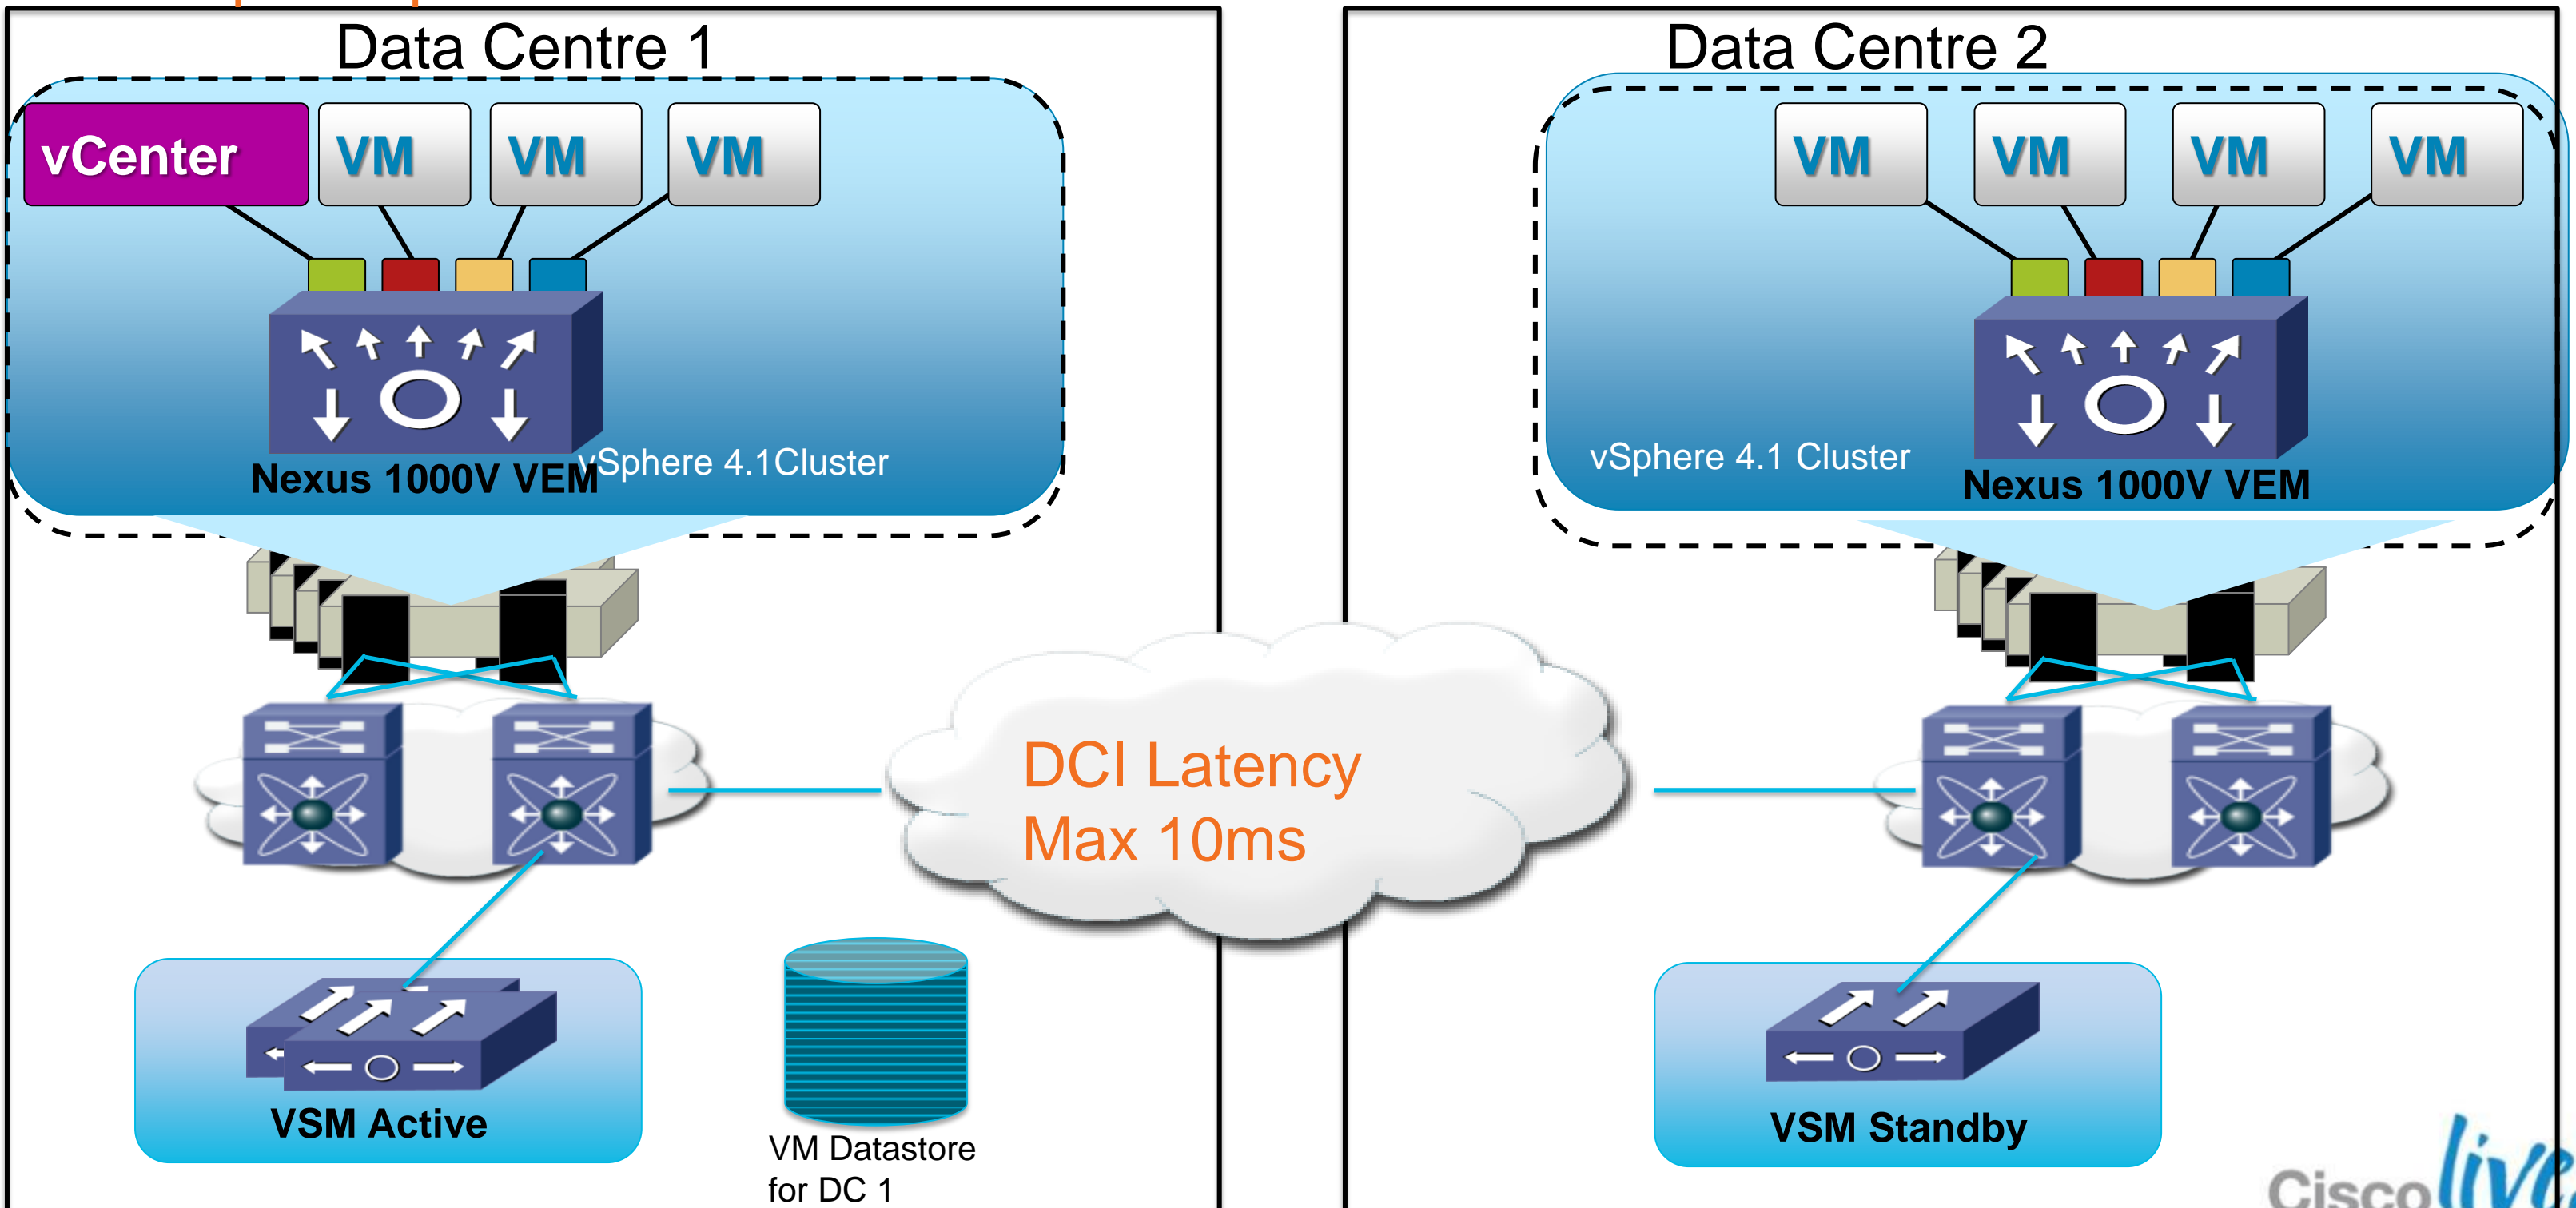 Data Centre 1
Data Centre 2
vCenter
VM
VM
VM
VM
VM
VM
VM
vSphere 4.1Cluster
Nexus 1000V VEM
vSphere 4.1 Cluster
Nexus 1000V VEM
DCI Latency
Max 10ms
VSM Active
VM Datastore
for DC 1
VSM Standby
Cisco live